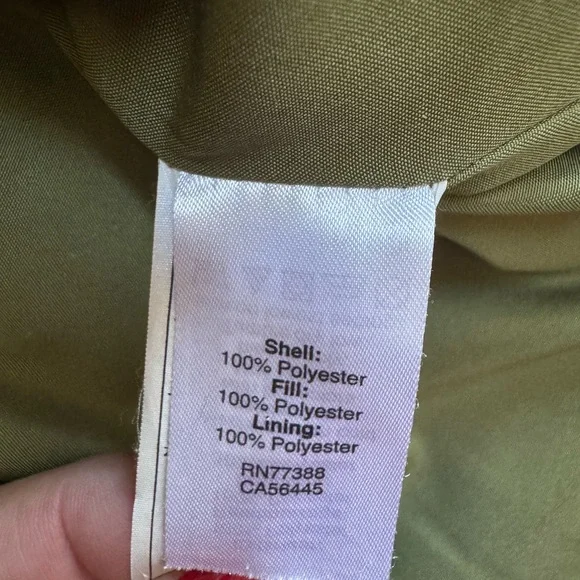 Shell:
100% Polyester
Fill:
100% Polyester
Lining:
100% Polyester
RN77388
CA56445